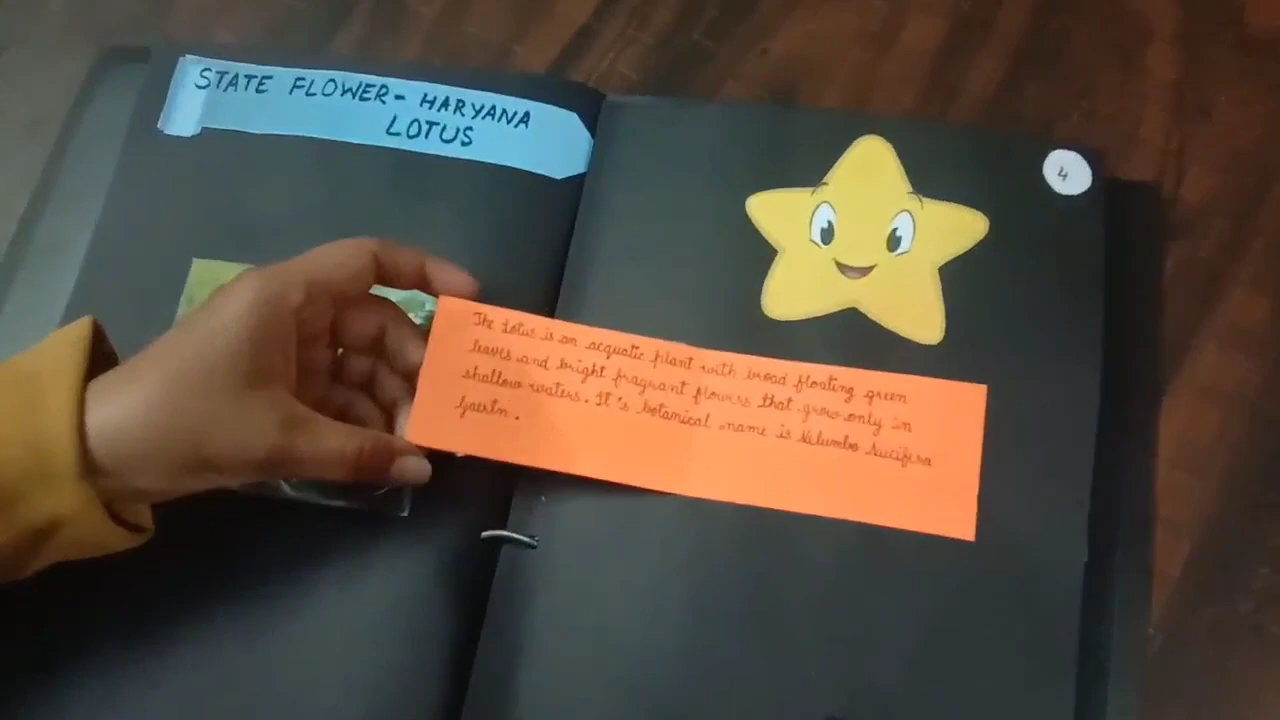 STATE FLOWER- HARYANA
LOTUS
4
The Lotus is an acquatic plant with broad floating green
leaves and bright fragrant flowers that grow only in
shallow waters. It's botanical name is Nelumbo Nucifera
Gaertn.